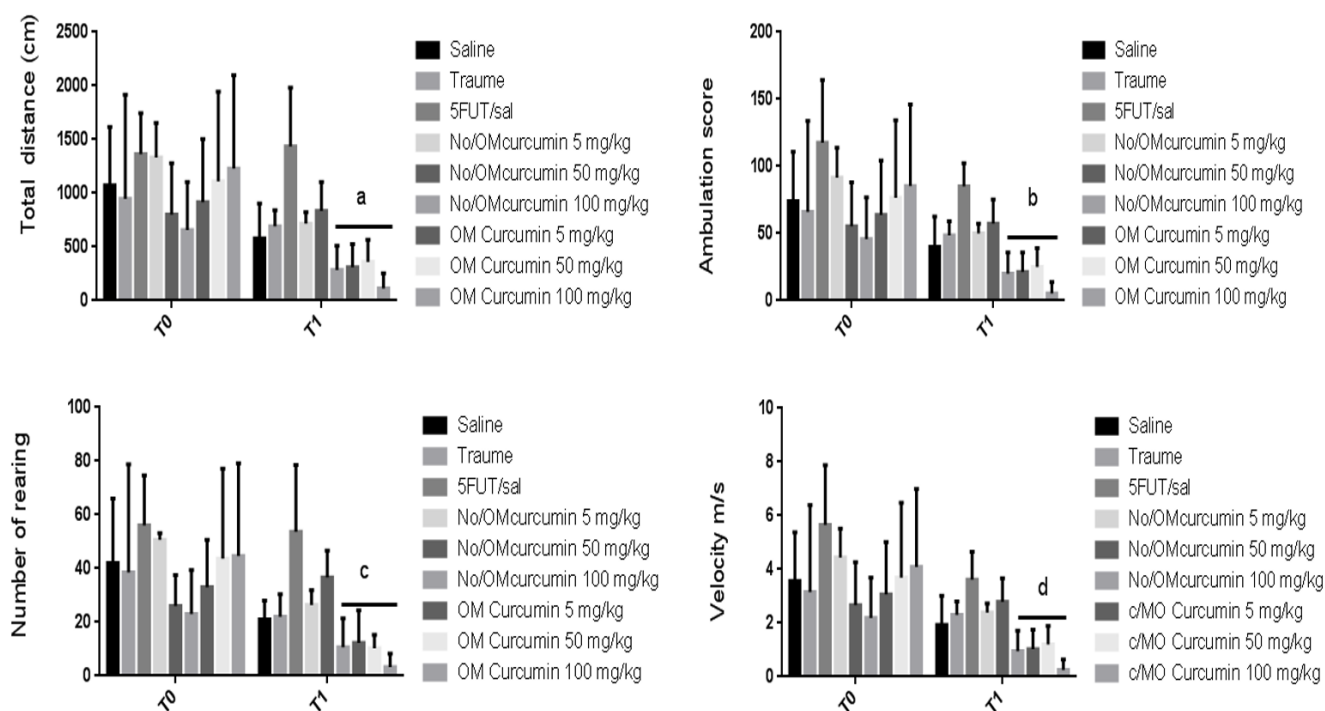 Total distance (cm)
2500
2000
1500
1000
500
0
a
T0
T1
Saline
Traume
5FUT/sal
No/OMcurcumin 5 mg/kg
No/OMcurcumin 50 mg/kg
No/OMcurcumin 100 mg/kg
OM Curcumin 5 mg/kg
OM Curcumin 50 mg/kg
OM Curcumin 100 mg/kg
Ambulation score
200
150
100
50
0
b
T0
T1
Saline
Traume
5FUT/sal
No/OMcurcumin 5 mg/kg
No/OMcurcumin 50 mg/kg
No/OMcurcumin 100 mg/kg
OM Curcumin 5 mg/kg
OM Curcumin 50 mg/kg
OM Curcumin 100 mg/kg
Number of rearing
100
80
60
40
20
0
c
T0
T1
Saline
Traume
5FUT/sal
No/OMcurcumin 5 mg/kg
No/OMcurcumin 50 mg/kg
No/OMcurcumin 100 mg/kg
OM Curcumin 5 mg/kg
OM Curcumin 50 mg/kg
OM Curcumin 100 mg/kg
Velocity m/s
10
8
6
4
2
0
d
T0
T1
Saline
Traume
5FUT/sal
No/OMcurcumin 5 mg/kg
No/OMcurcumin 50 mg/kg
No/OMcurcumin 100 mg/kg
c/MO Curcumin 5 mg/kg
c/MO Curcumin 50 mg/kg
c/MO Curcumin 100 mg/kg